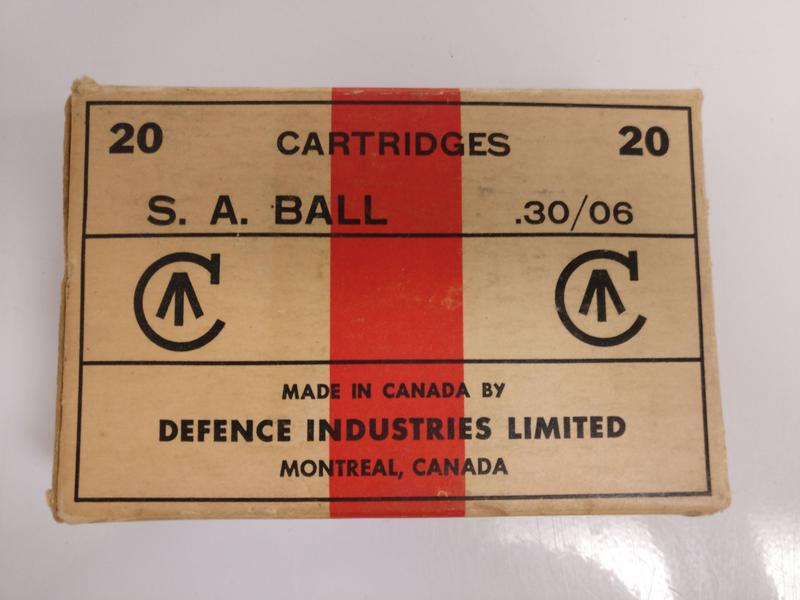 20 CARTRIDGES 20
S. A. BALL .30/06
C C
MADE IN CANADA BY
DEFENCE INDUSTRIES LIMITED
MONTREAL, CANADA